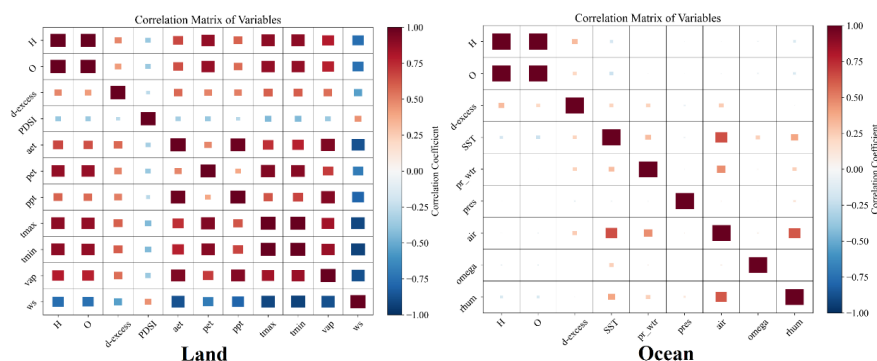 Correlation Matrix of Variables
H
O
d-excess
PDSI
aet
pet
ppt
tmax
tmin
vap
ws
H O d-excess PDSI aet pet ppt tmax tmin vap ws
1.00
0.75
0.50
0.25
0.00
−0.25
−0.50
−0.75
−1.00
Correlation Coefficient
Land
Correlation Matrix of Variables
H
O
d-excess
SST
pr_wtr
pres
air
omega
rhum
H O d-excess SST pr_wtr pres air omega rhum
1.00
0.75
0.50
0.25
0.00
−0.25
−0.50
−0.75
−1.00
Correlation Coefficient
Ocean